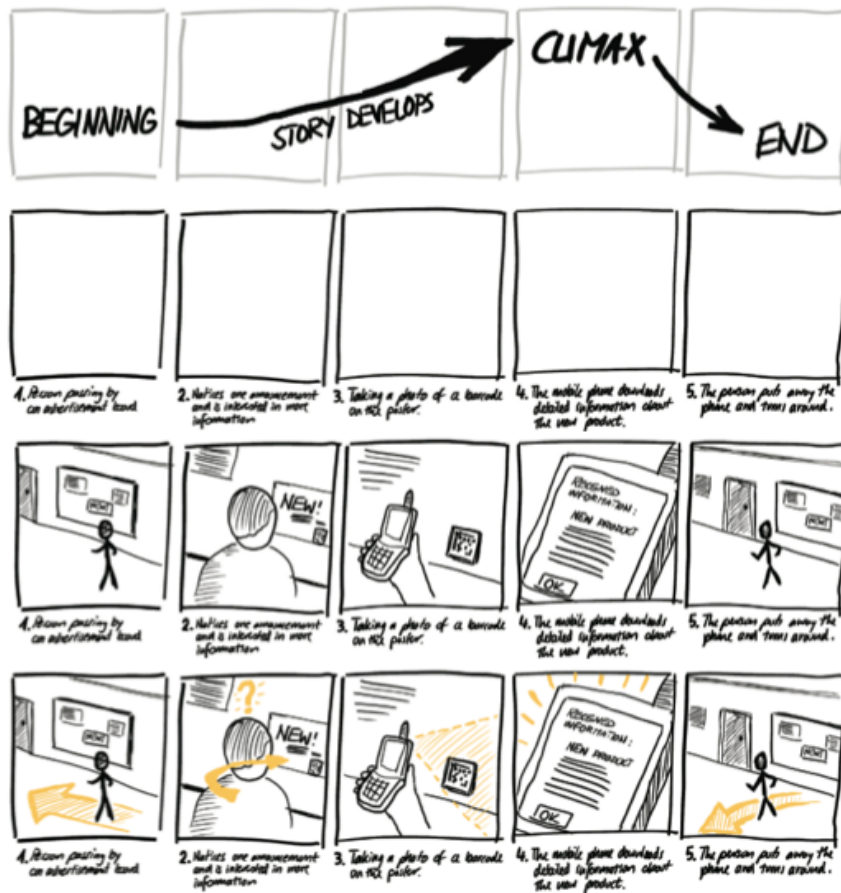 CLIMAX
BEGINNING
STORY DEVELOPS
END
1. Person passing by
an advertisement board
2. Notices one announcement
and is interested in more
information
3. Taking a photo of a barcode
on the poster.
4. The mobile phone downloads
detailed information about
the new product.
5. The person puts away the
phone and turns around.
NEW!
RECEIVED
INFORMATION:
NEW PRODUCT
OK
1. Person passing by
an advertisement board
2. Notices one announcement
and is interested in more
information
3. Taking a photo of a barcode
on the poster.
4. The mobile phone downloads
detailed information about
the new product.
5. The person puts away the
phone and turns around.
?
NEW!
RECEIVED
INFORMATION:
NEW PRODUCT
OK
1. Person passing by
an advertisement board
2. Notices one announcement
and is interested in more
information
3. Taking a photo of a barcode
on the poster.
4. The mobile phone downloads
detailed information about
the new product.
5. The person puts away the
phone and turns around.